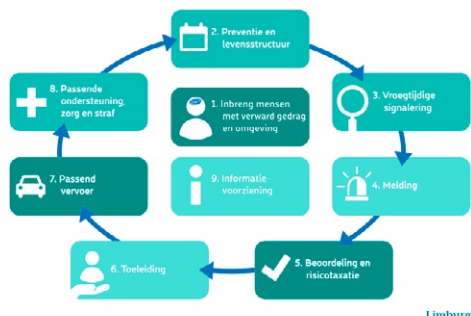 2. Preventie en
levensstructuur
8. Passende
ondersteuning,
zorg en straf
1. Inbreng mensen
met verward gedrag
en omgeving
3. Vroegtijdige
signalering
7. Passend
vervoer
9. Informatie-
voorziening
4. Melding
6. Toeleiding
5. Beoordeling en
risicotaxatie
Limburg